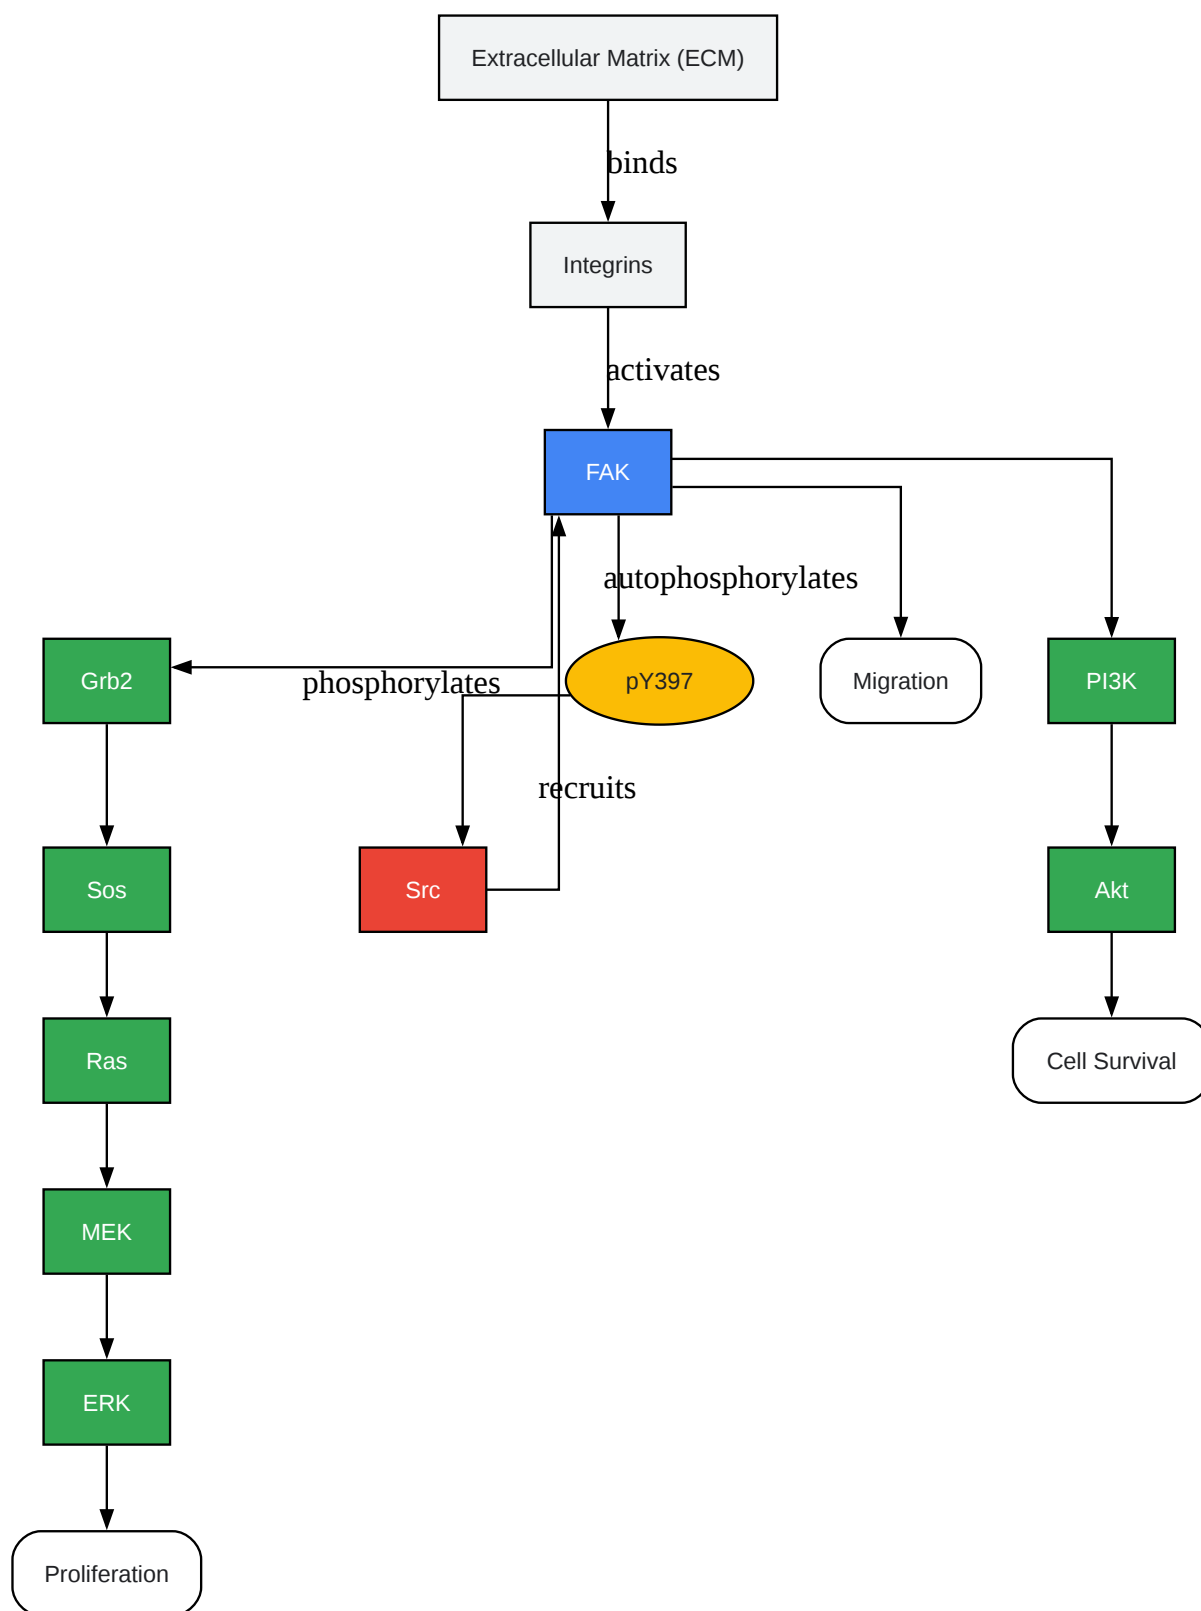 Extracellular Matrix (ECM)
binds
Integrins
activates
FAK
autophosphorylates
Grb2
phosphorylates
pY397
Migration
PI3K
recruits
Sos
Src
Akt
Ras
Cell Survival
MEK
ERK
Proliferation